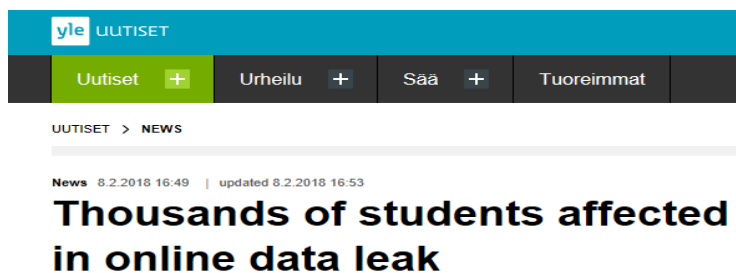 yle UUTISET
Uutiset + Urheilu + Sää + Tuoreimmat
UUTISET > NEWS
News 8.2.2018 16:49 | updated 8.2.2018 16:53
Thousands of students affected
in online data leak